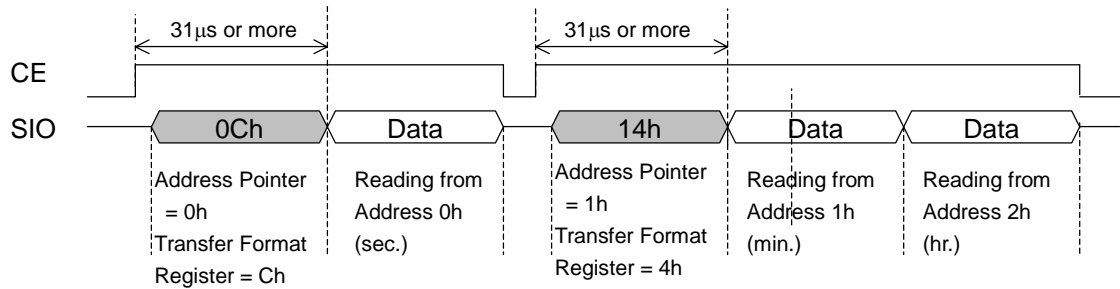 31μs or more
31μs or more
CE
SIO
0Ch
Data
14h
Data
Data
Address Pointer
= 0h
Transfer Format
Register = Ch
Reading from
Address 0h
(sec.)
Address Pointer
= 1h
Transfer Format
Register = 4h
Reading from
Address 1h
(min.)
Reading from
Address 2h
(hr.)